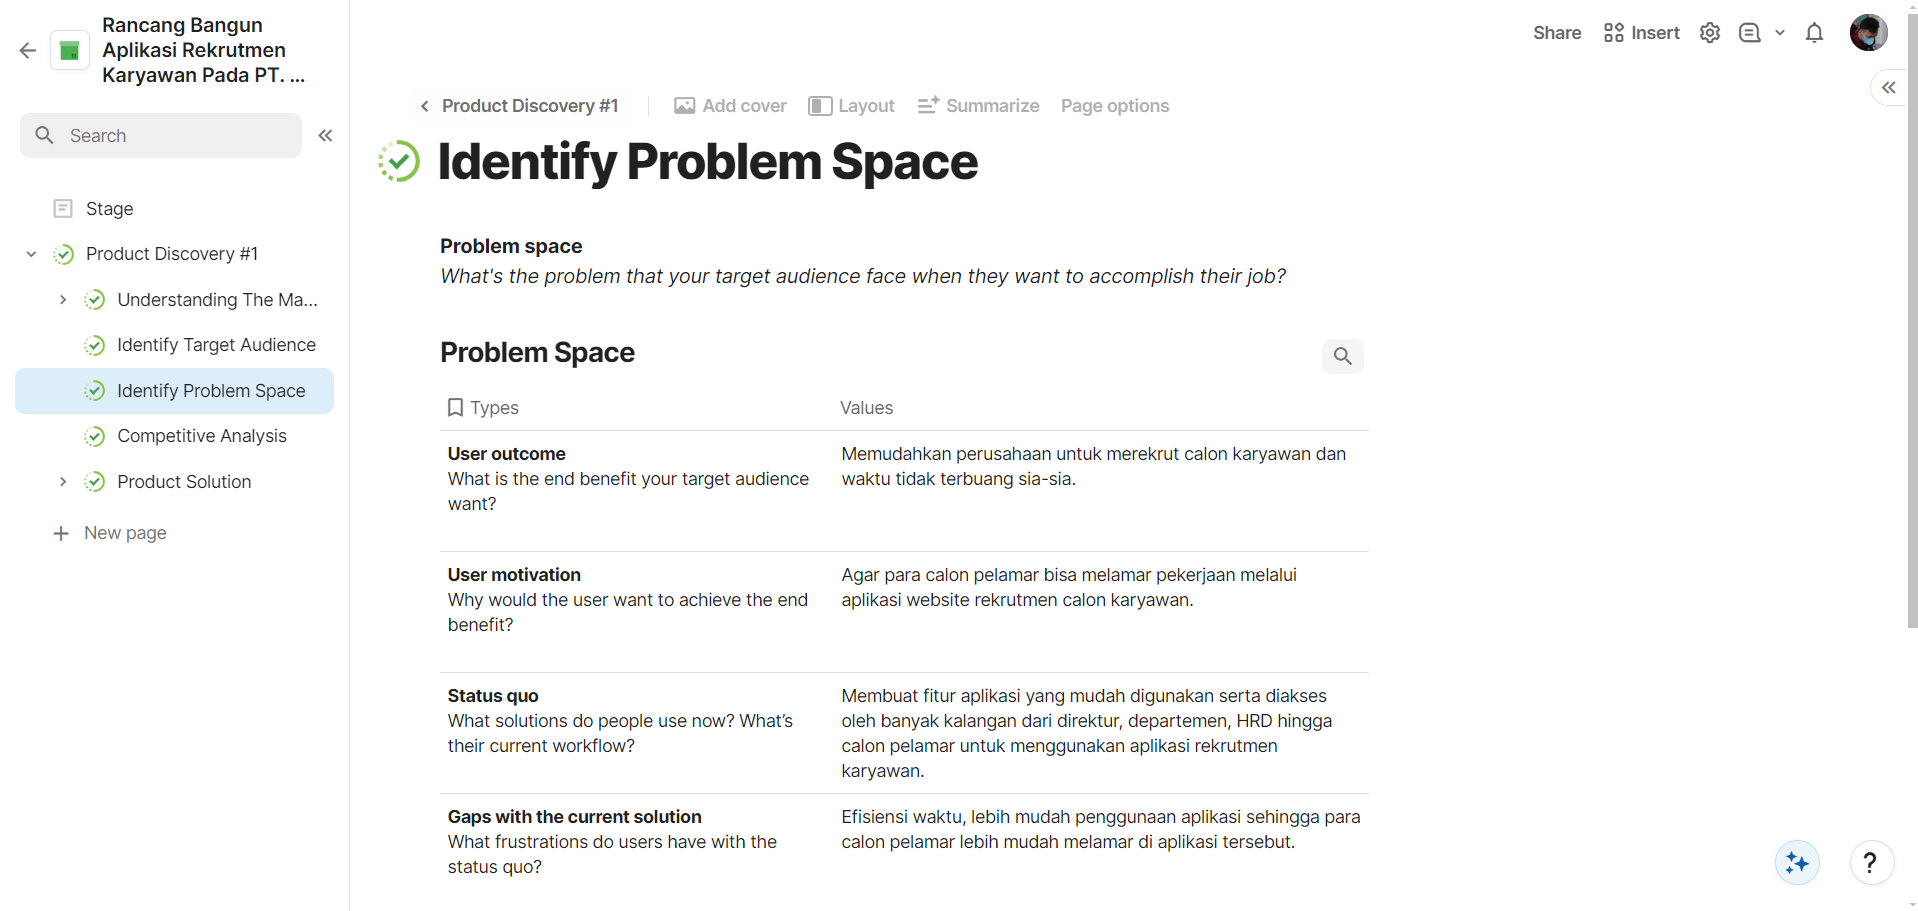 Rancang Bangun
Aplikasi Rekrutmen
Karyawan Pada PT. ...
Search
Stage
Product Discovery #1
Understanding The Ma...
Identify Target Audience
Identify Problem Space
Competitive Analysis
Product Solution
New page
Share
Insert
Product Discovery #1
Add cover
Layout
Summarize
Page options
Identify Problem Space
Problem space
What's the problem that your target audience face when they want to accomplish their job?
Problem Space
Types
Values
User outcome
What is the end benefit your target audience
want?
Memudahkan perusahaan untuk merekrut calon karyawan dan
waktu tidak terbuang sia-sia.
User motivation
Why would the user want to achieve the end
benefit?
Agar para calon pelamar bisa melamar pekerjaan melalui
aplikasi website rekrutmen calon karyawan.
Status quo
What solutions do people use now? What’s
their current workflow?
Membuat fitur aplikasi yang mudah digunakan serta diakses
oleh banyak kalangan dari direktur, departemen, HRD hingga
calon pelamar untuk menggunakan aplikasi rekrutmen
karyawan.
Gaps with the current solution
What frustrations do users have with the
status quo?
Efisiensi waktu, lebih mudah penggunaan aplikasi sehingga para
calon pelamar lebih mudah melamar di aplikasi tersebut.
?